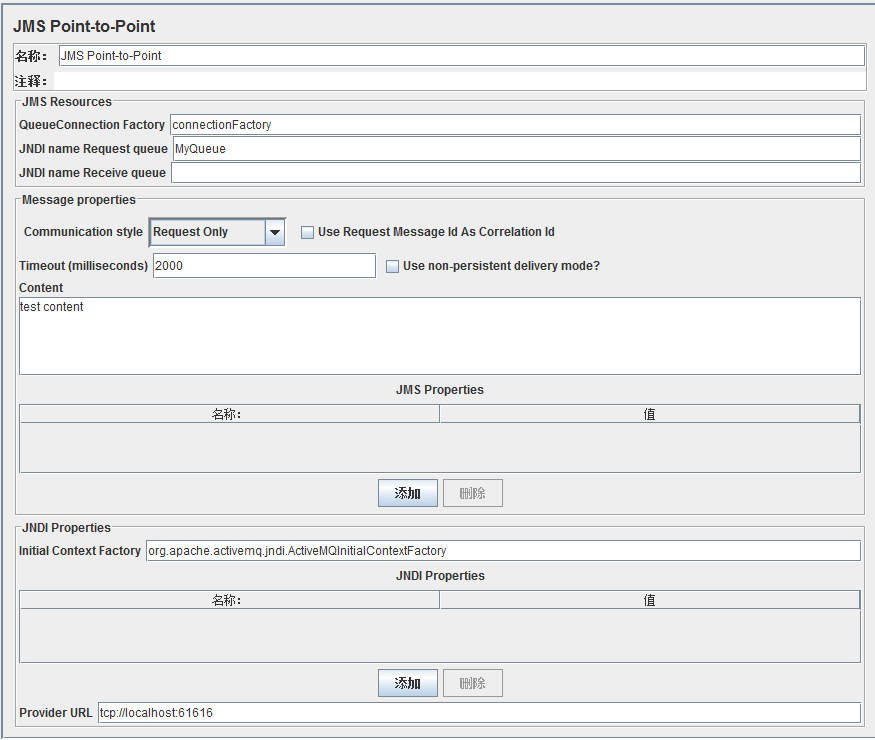 JMS Point-to-Point
名称： JMS Point-to-Point
注释：
JMS Resources
QueueConnection Factory connectionFactory
JNDI name Request queue MyQueue
JNDI name Receive queue
Message properties
Communication style Request Only Use Request Message Id As Correlation Id
Timeout (milliseconds) 2000 Use non-persistent delivery mode?
Content
test content
JMS Properties
名称： 值
添加 删除
JNDI Properties
Initial Context Factory org.apache.activemq.jndi.ActiveMQInitialContextFactory
JNDI Properties
名称： 值
添加 删除
Provider URL tcp://localhost:61616